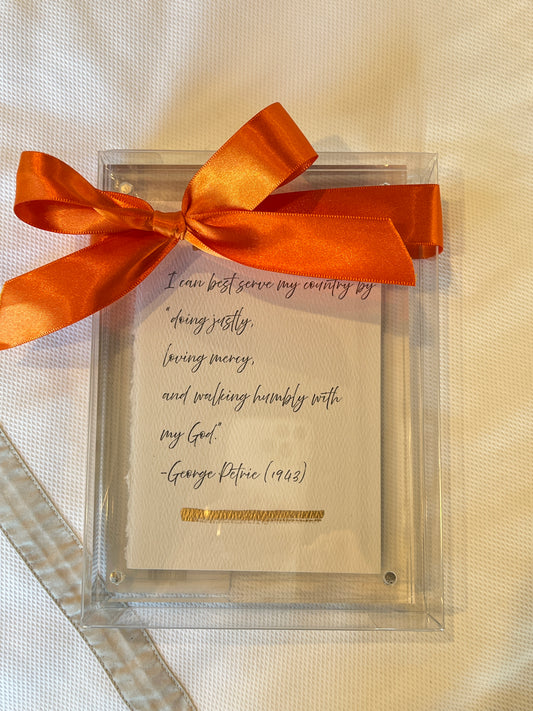 I can best serve my country by
"doing justly,
loving mercy,
and walking humbly with
my God."
-George Petrie (1943)